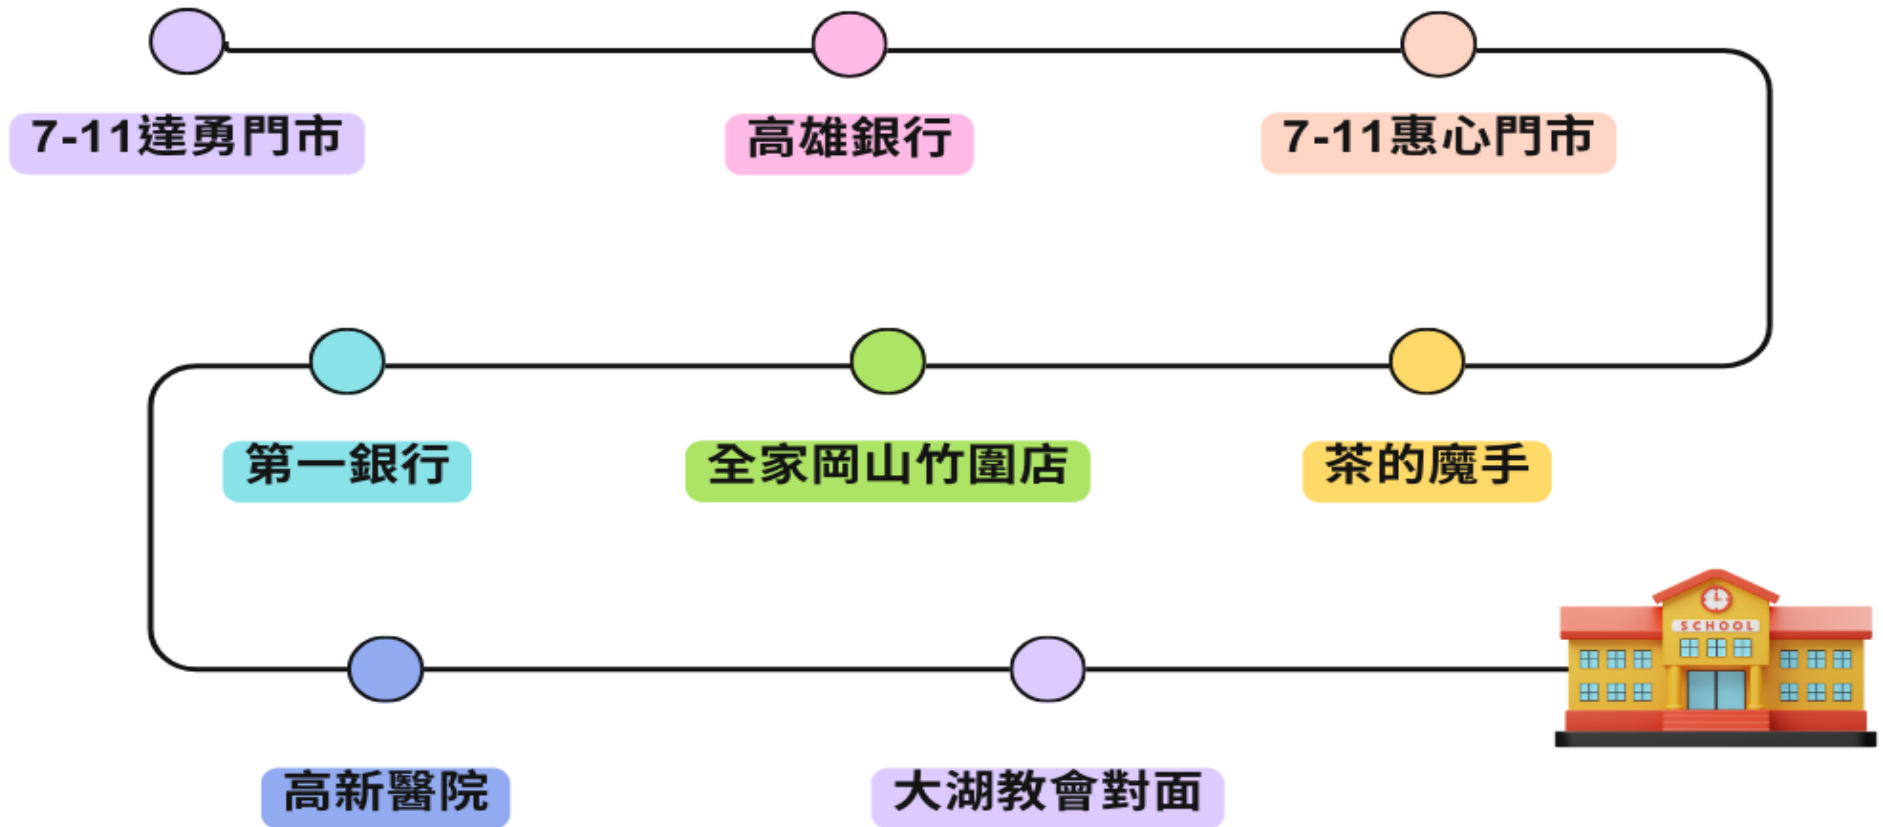 7-11達勇門市
高雄銀行
7-11惠心門市
第一銀行
全家岡山竹圍店
茶的魔手
SCHOOL
高新醫院
大湖教會對面